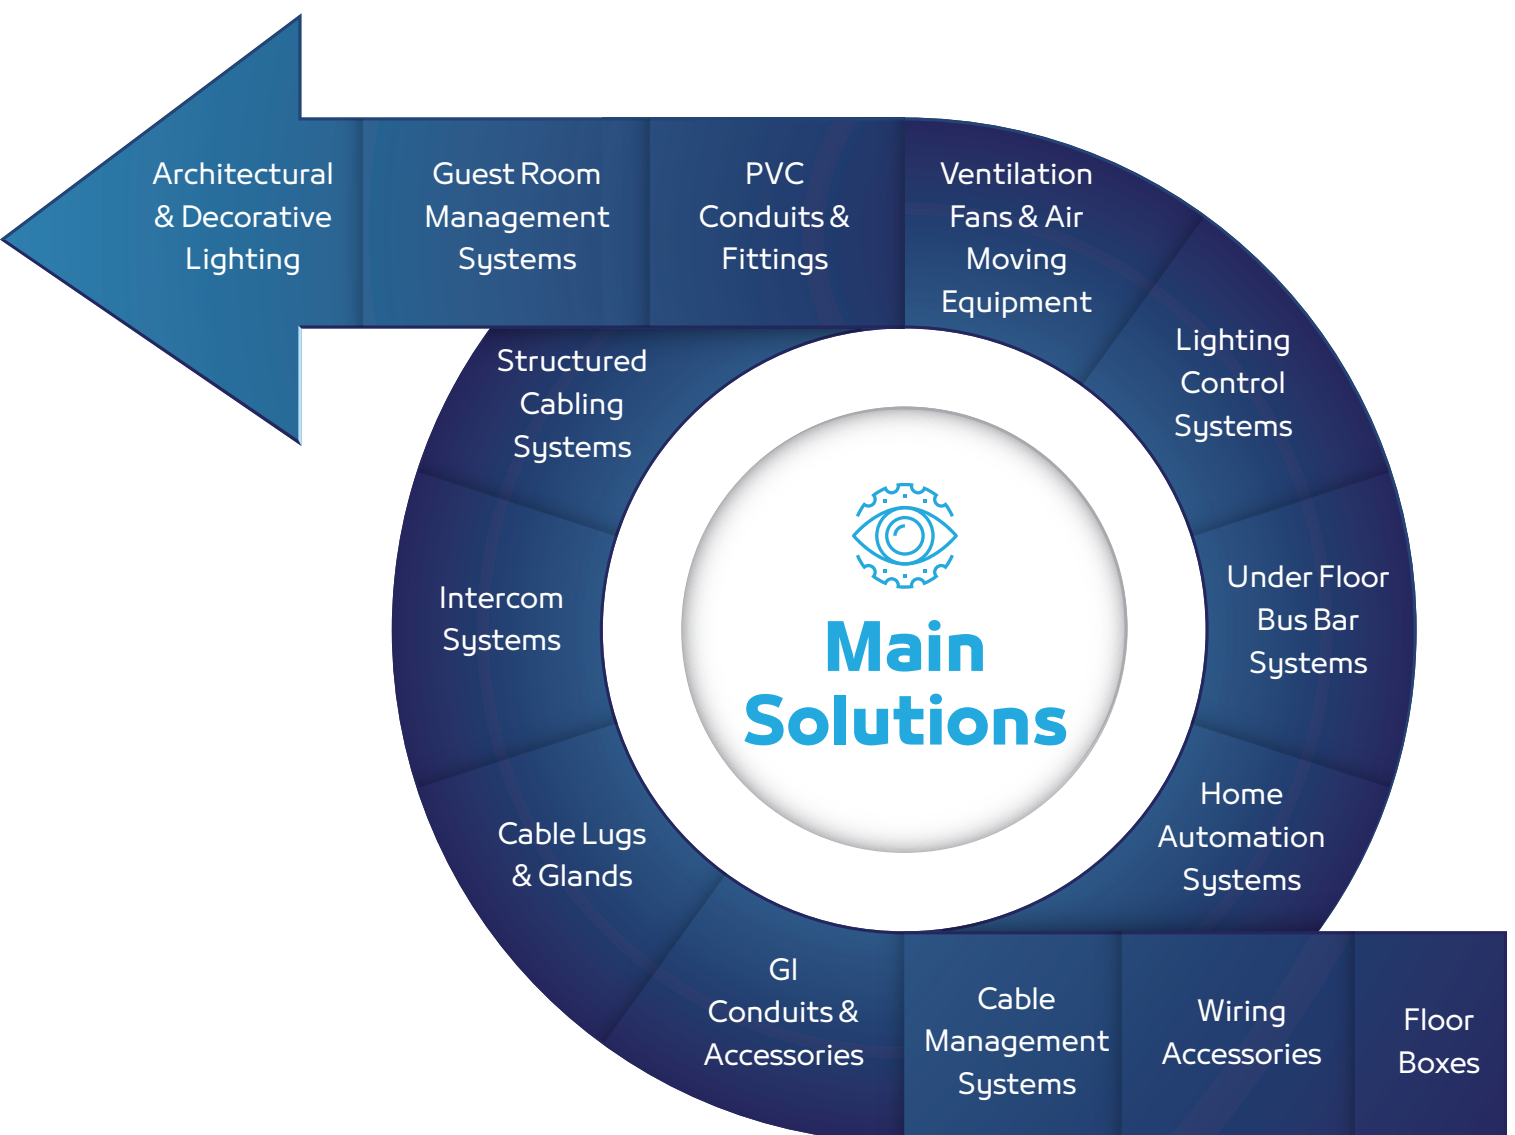 Architectural
& Decorative
Lighting
Guest Room
Management
Systems
PVC
Conduits &
Fittings
Ventilation
Fans & Air
Moving
Equipment
Lighting
Control
Systems
Under Floor
Bus Bar
Systems
Home
Automation
Systems
Structured
Cabling
Systems
Intercom
Systems
Cable Lugs
& Glands
GI
Conduits &
Accessories
Cable
Management
Systems
Wiring
Accessories
Floor
Boxes
Main
Solutions